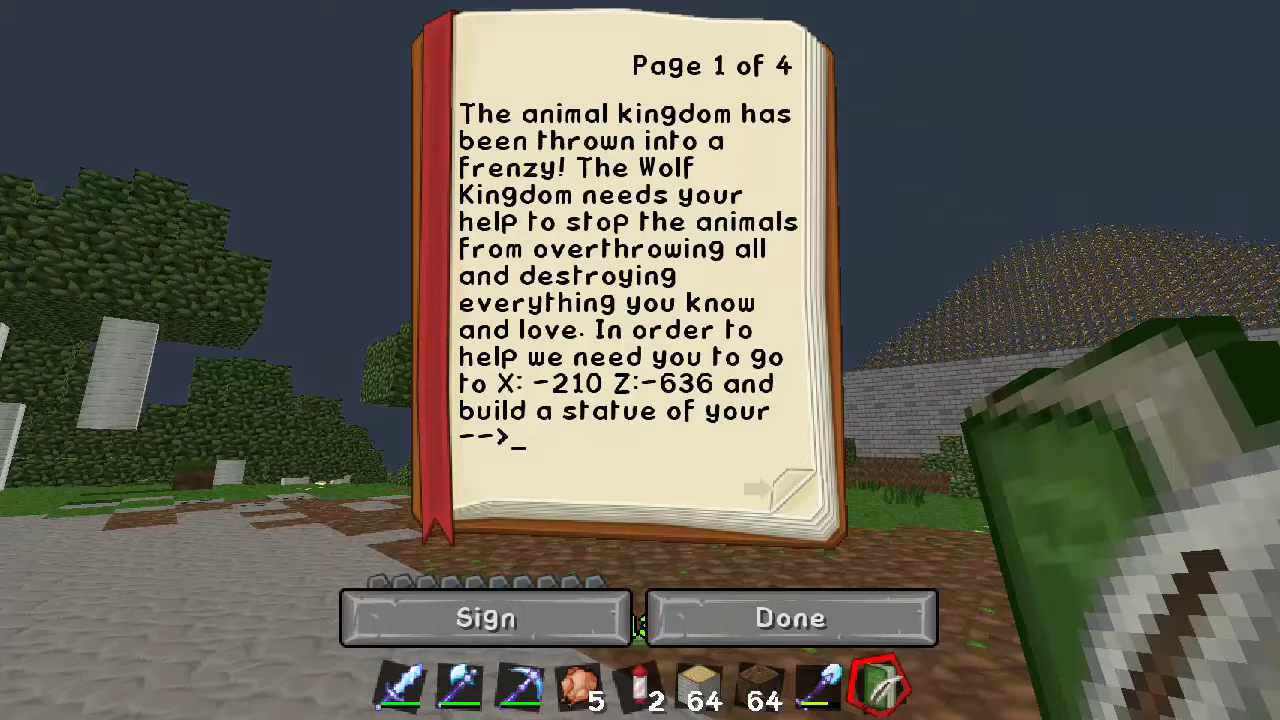 Page 1 of 4
The animal kingdom has
been thrown into a
frenzy! The Wolf
Kingdom needs your
help to stop the animals
from overthrowing all
and destroying
everything you know
and love. In order to
help we need you to go
to X: -210 Z:-636 and
build a statue of your
-->_
Sign
Done
5
2
64
64